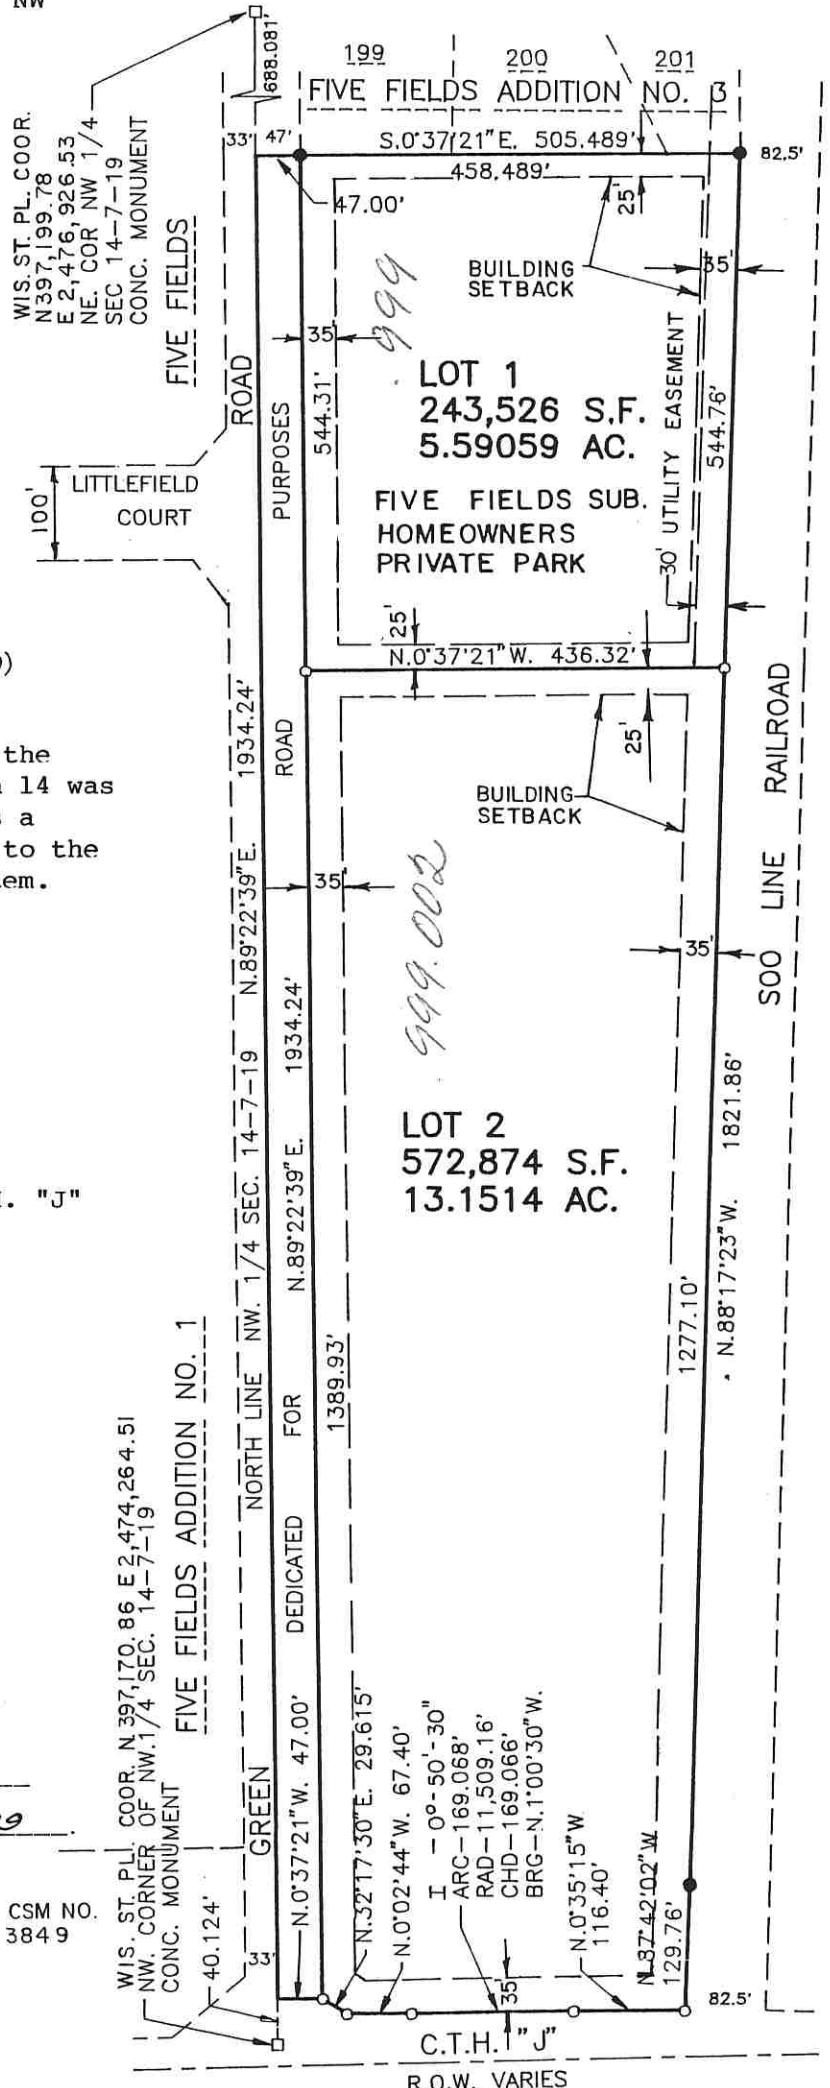 NW
688.081'
199
200
201
FIVE FIELDS ADDITION NO. 3
33'
47'
S.0°37'21"E. 505.489'
82.5'
458.489'
47.00'
25'
WIS. ST. PL. COOR.
N397,199.78
E 2,476,926.53
NE. COR NW 1/4
SEC 14-7-19
CONC. MONUMENT
FIVE FIELDS
BUILDING
SETBACK
35'
35'
999
LOT 1
243,526 S.F.
5.59059 AC.
FIVE FIELDS SUB.
HOMEOWNERS
PRIVATE PARK
544.31'
544.76'
30' UTILITY EASEMENT
ROAD
PURPOSES
100'
LITTLEFIELD
COURT
25'
N.0°37'21"W. 436.32'
)
the
14 was
a
to the
em.
1934.24'
ROAD
25'
BUILDING
SETBACK
35'
35'
SOO LINE RAILROAD
N.89°22'39"E.
1934.24'
999.002
LOT 2
572,874 S.F.
13.1514 AC.
1821.86'
N.88°17'23"W.
1277.10'
N.89°22'39"E.
. "J"
NORTH LINE NW. 1/4 SEC. 14-7-19
1389.93'
FIVE FIELDS ADDITION NO. 1
DEDICATED FOR
WIS. ST. PL. COOR. N 397,170.86 E 2,474,264.51
NW. CORNER OF NW.1/4 SEC. 14-7-19
CONC. MONUMENT
GREEN
N.0°37'21"W. 47.00'
N.32°17'30"E. 29.615'
N.0°02'44"W. 67.40'
I - 0°-50'-30"
ARC-169.068'
RAD-11,509.16'
CHD-169.066'
BRG-N.1°00'30"W.
N.0°35'15"W
116.40'
N.87°42'02"W
129.76'
9
CSM NO.
3849
40.124'
33'
35'
82.5'
C.T.H. "J"
R.O.W. VARIES